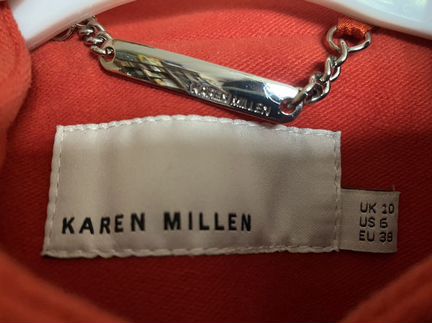 KAREN MILLEN
KAREN MILLEN
UK 10
US 6
EU 38